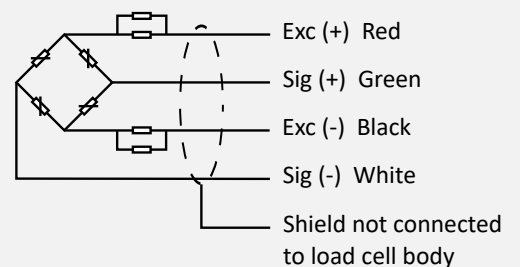 Exc (+) Red
Sig (+) Green
Exc (-) Black
Sig (-) White
Shield not connected
to load cell body